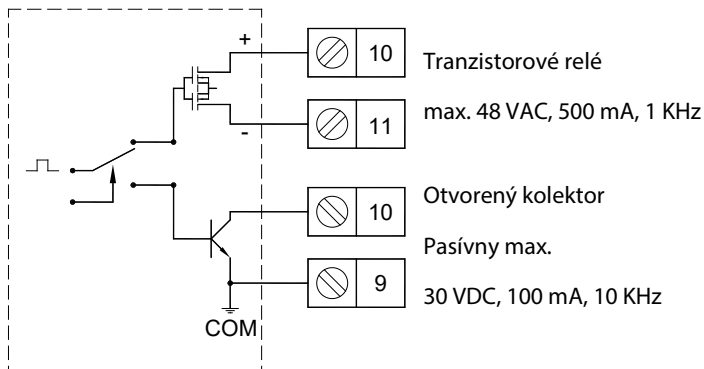 +
10
Tranzistorové relé
11
max. 48 VAC, 500 mA, 1 KHz
-
10
Otvorený kolektor
Pasívny max.
9
30 VDC, 100 mA, 10 KHz
COM